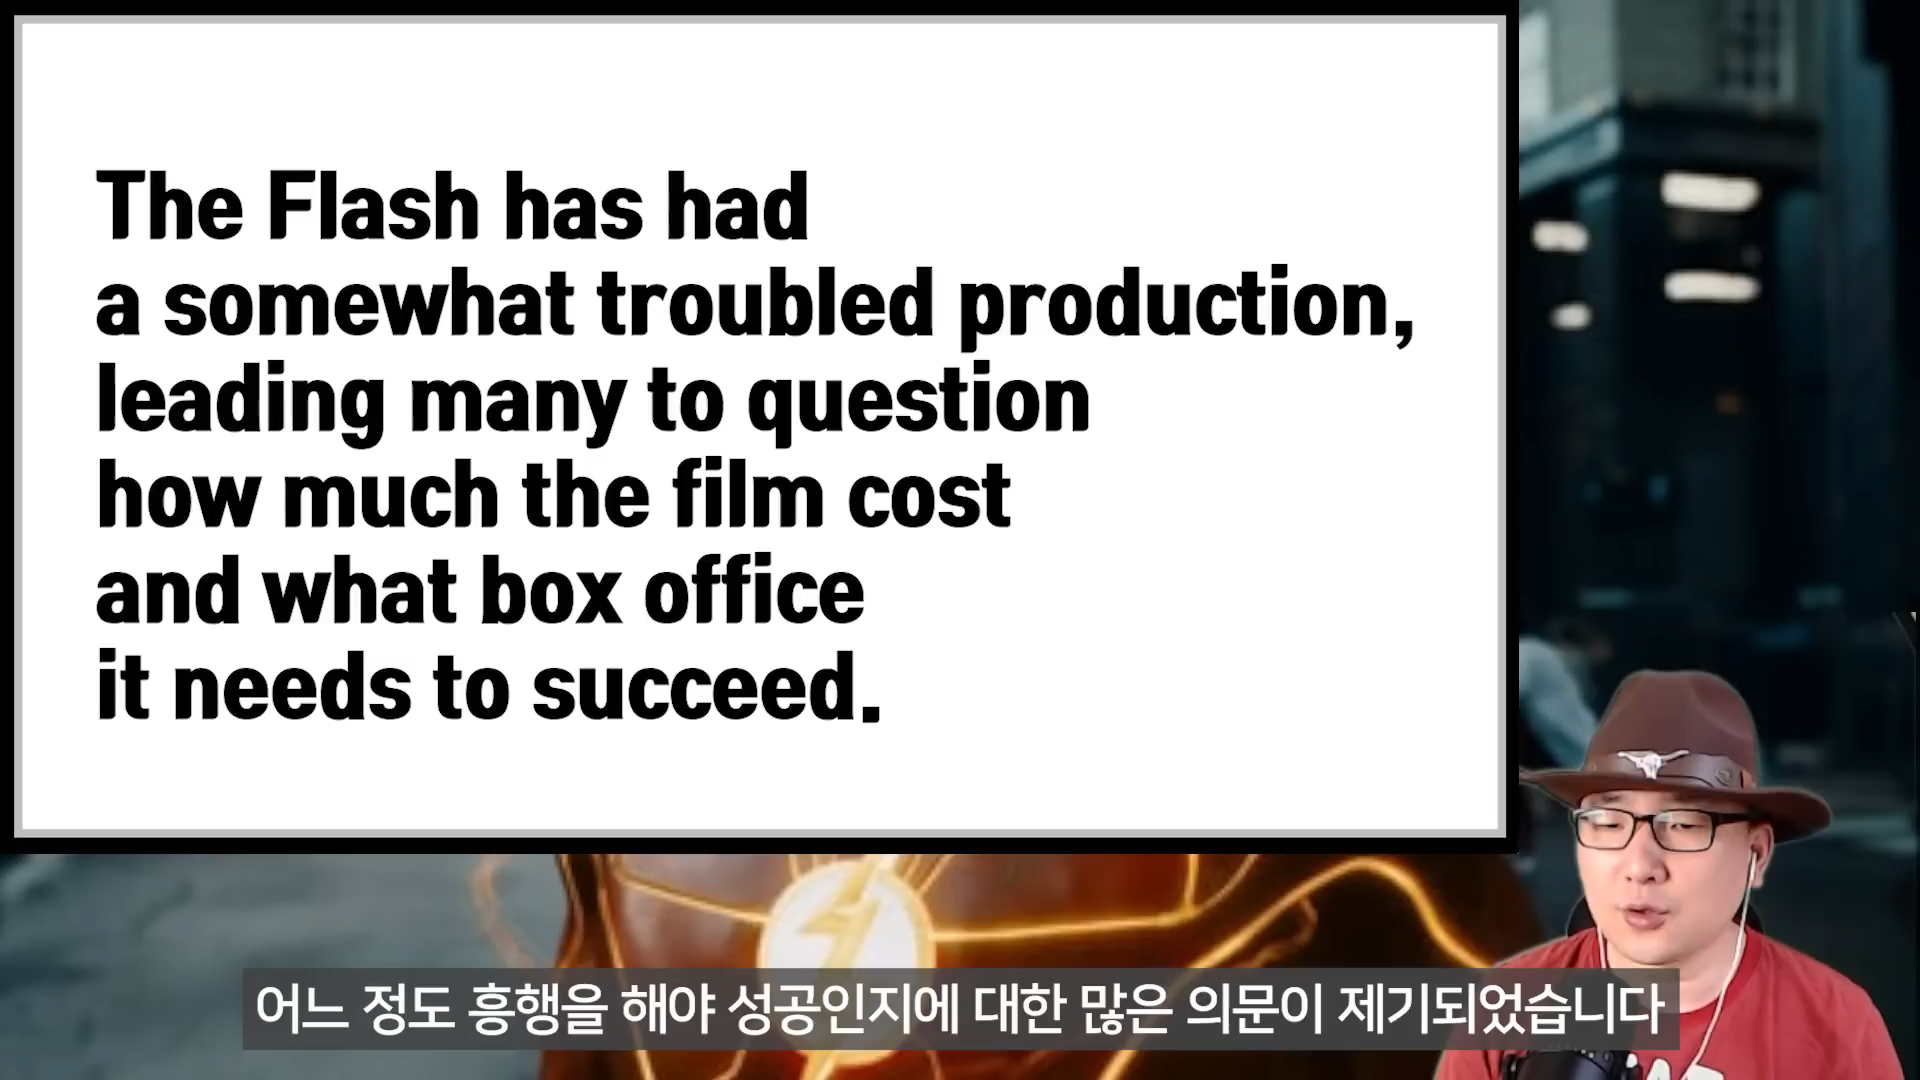 The Flash has had
a somewhat troubled production,
leading many to question
how much the film cost
and what box office
it needs to succeed.
어느 정도 흥행을 해야 성공인지에 대한 많은 의문이 제기되었습니다